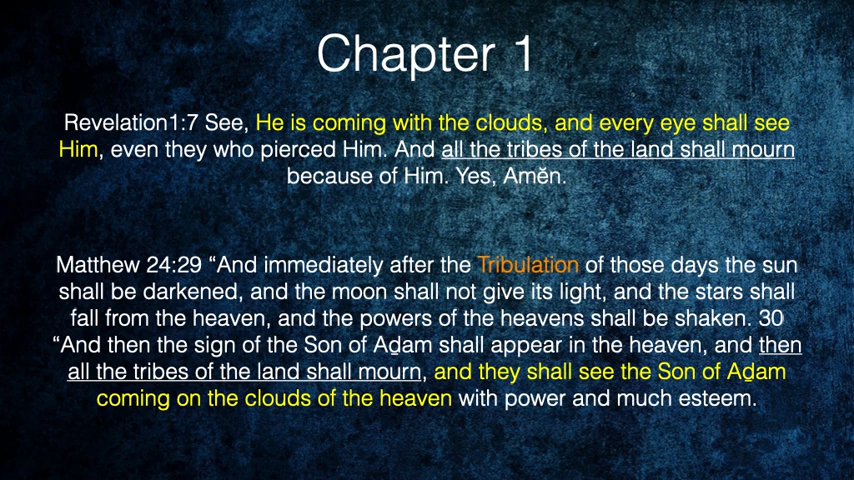 Chapter 1
Revelation1:7 See, He is coming with the clouds, and every eye shall see
Him, even they who pierced Him. And all the tribes of the land shall mourn
because of Him. Yes, Amĕn.
Matthew 24:29 “And immediately after the Tribulation of those days the sun
shall be darkened, and the moon shall not give its light, and the stars shall
fall from the heaven, and the powers of the heavens shall be shaken. 30
“And then the sign of the Son of Aḏam shall appear in the heaven, and then
all the tribes of the land shall mourn, and they shall see the Son of Aḏam
coming on the clouds of the heaven with power and much esteem.